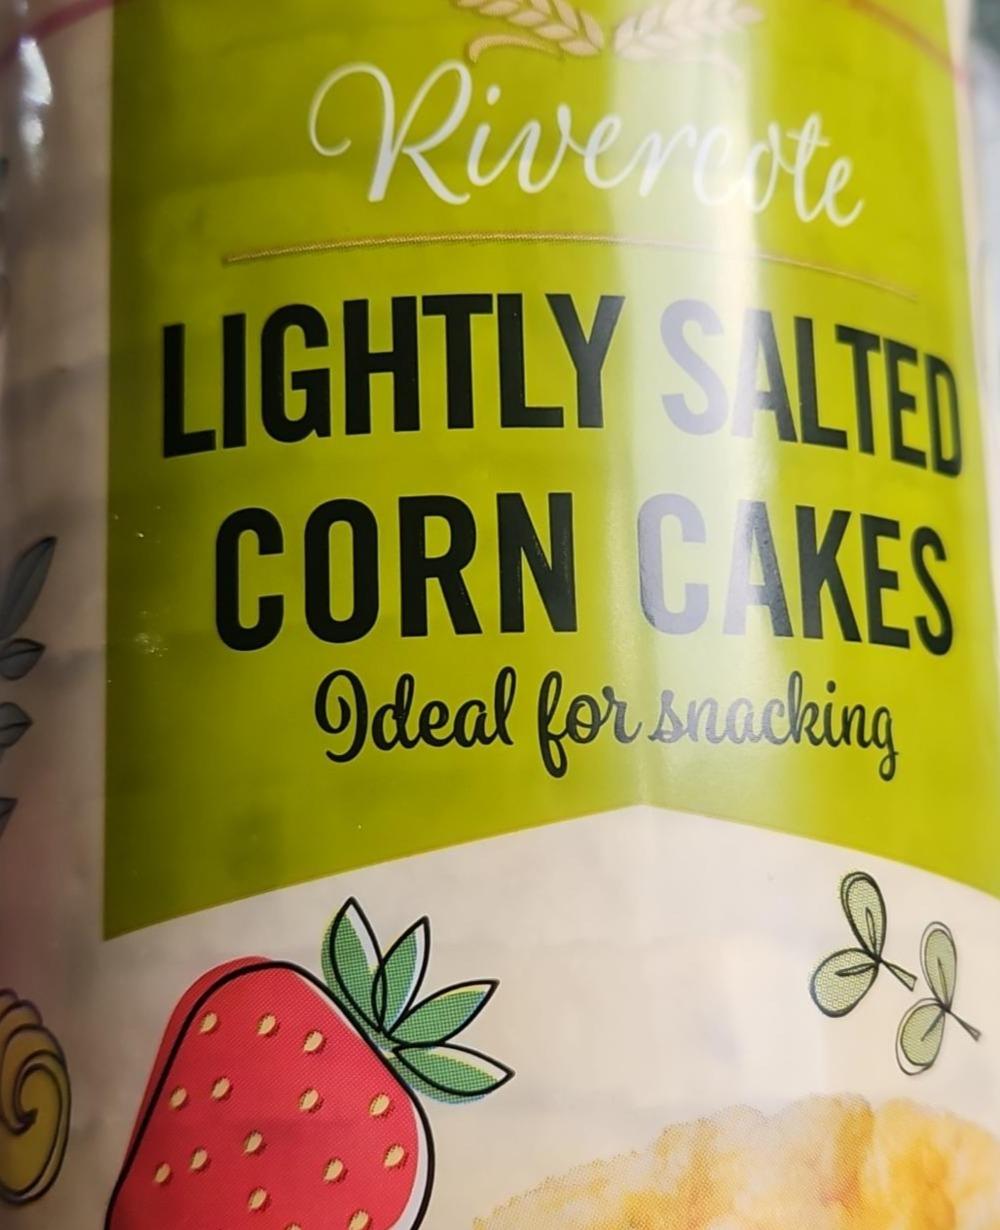 Rivercote
LIGHTLY SALTED
CORN CAKES
Ideal for snacking